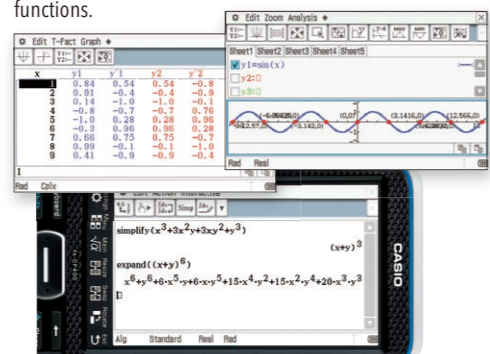 functions.
Edit Zoom Analysis
Sheet1 Sheet2 Sheet3 Sheet4 Sheet5
y1=sin(x)
y2:
y3:
(0,0)
(3.1416,0)
(12.566,0)
Rad Real
Edit T-Fact Graph
x y1 y'1 y2 y'2
1 0.84 0.54 0.54 -0.8
2 0.91 -0.4 -0.4 -0.9
3 0.14 -1.0 -1.0 -0.1
4 -0.8 -0.7 -0.7 0.76
5 -1.0 0.28 0.28 0.96
6 -0.3 0.96 0.96 0.28
7 0.66 0.75 0.75 -0.7
8 0.99 -0.1 -0.1 -1.0
9 0.41 -0.9 -0.9 -0.4
1
Rad Cplx
Edit Action Interactive
Simp
simplify(x^3+3x^2y+3xy^2+y^3)
(x+y)^3
expand((x+y)^6)
x^6+y^6+6·x^5·y+6·x·y^5+15·x^4·y^2+15·x^2·y^4+20·x^3·y^3
Alg Standard Real Rad
Menu
Main
Resize
Swap
Rotate
Esc
CASIO